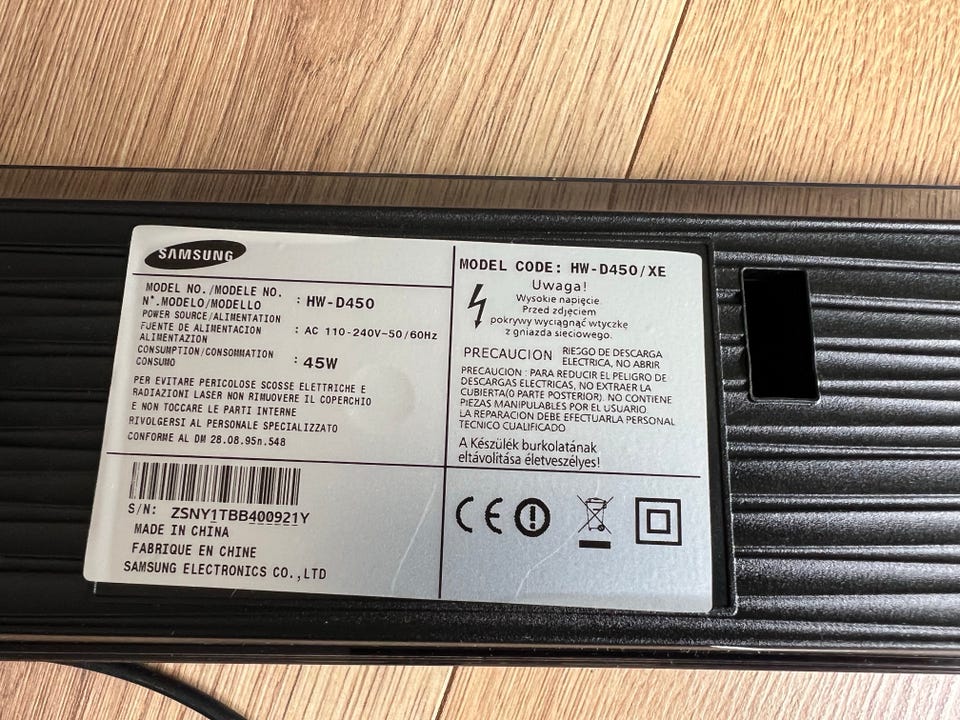 SAMSUNG
MODEL NO./MODELE NO.
N°.MODELO/MODELLO : HW-D450
POWER SOURCE/ALIMENTATION
FUENTE DE ALIMENTACION : AC 110-240V~50/60Hz
ALIMENTAZIONE
CONSUMPTION/CONSOMMATION
CONSUMO : 45W
PER EVITARE PERICOLOSE SCOSSE ELETTRICHE E
RADIAZIONI LASER NON RIMUOVERE IL COPERCHIO
E NON TOCCARE LE PARTI INTERNE
RIVOLGERSI AL PERSONALE SPECIALIZZATO
CONFORME AL DM 28.08.95n.548
S/N: ZSNY1TBB400921Y
MADE IN CHINA
FABRIQUE EN CHINE
SAMSUNG ELECTRONICS CO.,LTD
MODEL CODE: HW-D450/XE
Uwaga!
Wysokie napięcie.
Przed zdjęciem
pokrywy wyciągnąć wtyczkę
z gniazda sieciowego.
PRECAUCION RIESGO DE DESCARGA
ELECTRICA, NO ABRIR
PRECAUCION : PARA REDUCIR EL PELIGRO DE
DESCARGAS ELECTRICAS, NO EXTRAER LA
CUBIERTA(O PARTE POSTERIOR). NO CONTIENE
PIEZAS MANIPULABLES POR EL USUARIO
LA REPARACION DEBE EFECTUARLA PERSONAL
TECNICO CUALIFICADO
A Készülék burkolatának
eltávolítása életveszélyes!
CE